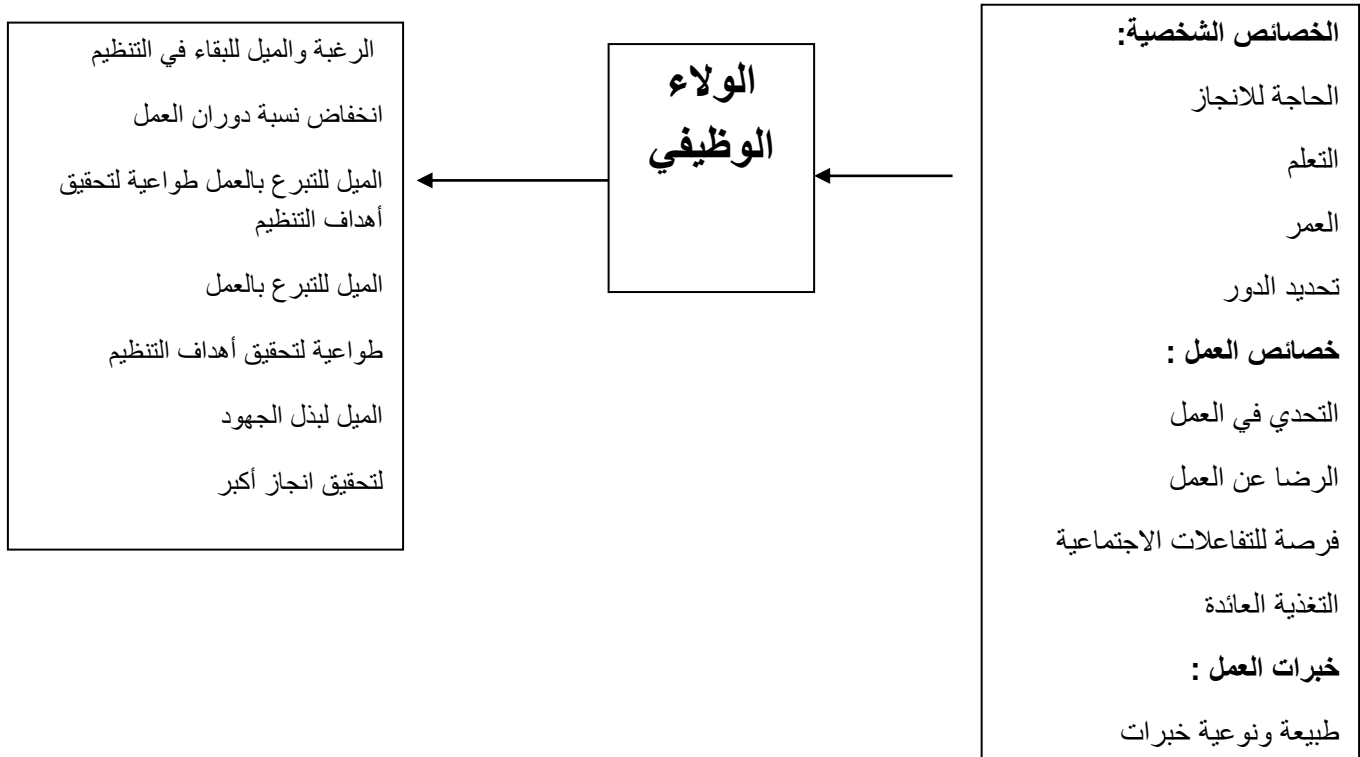 الخصائص الشخصية:
الحاجة للانجاز
التعلم
العمر
تحديد الدور
خصائص العمل :
التحدي في العمل
الرضا عن العمل
فرصة للتفاعلات الاجتماعية
التغذية العائدة
خبرات العمل :
طبيعة ونوعية خبرات
الولاء
الوظيفي
الرغبة والميل للبقاء في التنظيم
انخفاض نسبة دوران العمل
الميل للتبرع بالعمل طواعية لتحقيق
أهداف التنظيم
الميل للتبرع بالعمل
طواعية لتحقيق أهداف التنظيم
الميل لبذل الجهود
لتحقيق انجاز أكبر